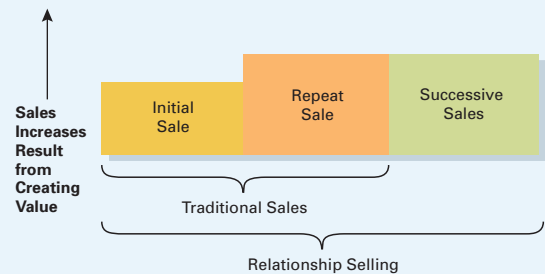 Sales
Increases
Result
from
Creating
Value
Initial
Sale
Repeat
Sale
Successive
Sales
Traditional Sales
Relationship Selling